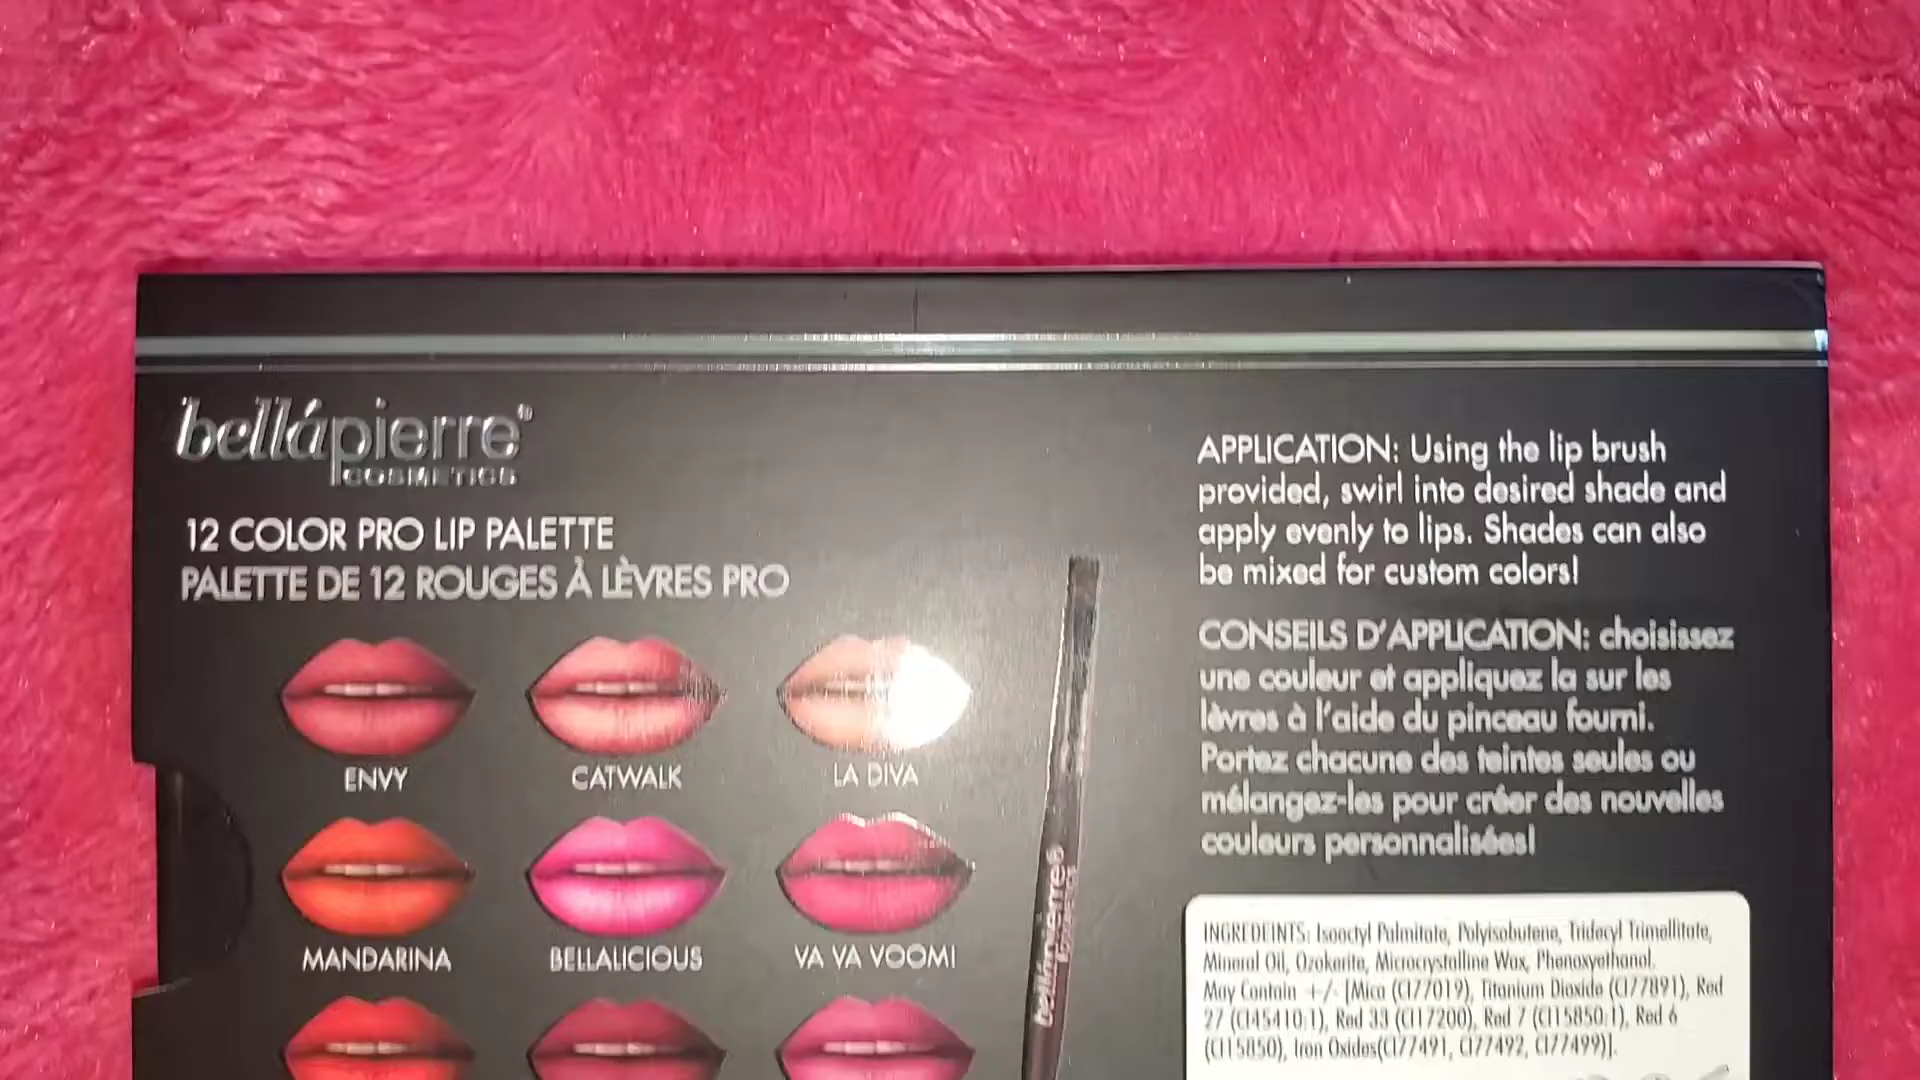 bellápierre®
COSMETICS
12 COLOR PRO LIP PALETTE
PALETTE DE 12 ROUGES À LÈVRES PRO
ENVY
CATWALK
LA DIVA
MANDARINA
BELLALICIOUS
VA VA VOOM!
bellápierre®
COSMETICS
APPLICATION: Using the lip brush
provided, swirl into desired shade and
apply evenly to lips. Shades can also
be mixed for custom colors!
CONSEILS D'APPLICATION: choisissez
une couleur et appliquez la sur les
lèvres à l'aide du pinceau fourni.
Portez chacune des teintes seules ou
mélangez-les pour créer des nouvelles
couleurs personnalisées!
INGREDEINTS: Isooctyl Palmitate, Polyisobutene, Tridecyl Trimellitate,
Mineral Oil, Ozokerite, Microcrystalline Wax, Phenoxyethanol.
May Contain +/- [Mica (CI77019), Titanium Dioxide (CI77891), Red
27 (CI45410:1), Red 33 (CI17200), Red 7 (CI15850:1), Red 6
(CI15850), Iron Oxides(CI77491, CI77492, CI77499)].